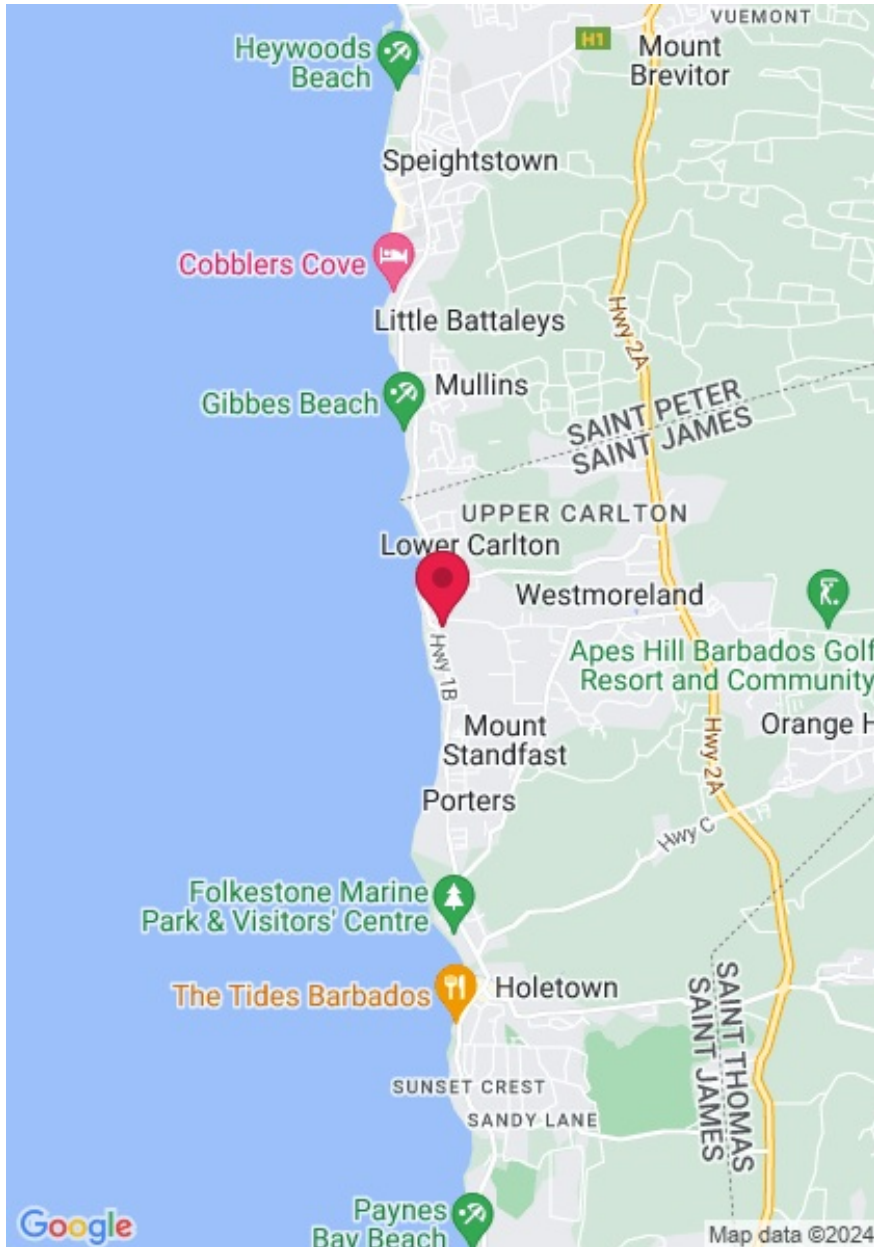 VUEMONT
Heywoods
Beach
H1
Mount
Brevitor
Speightstown
Cobblers Cove
Little Battaleys
Hwy 2A
Mullins
Gibbes Beach
SAINT PETER
SAINT JAMES
UPPER CARLTON
Lower Carlton
Westmoreland
Hwy 1B
Apes Hill Barbados Golf
Resort and Community
Mount
Standfast
Orange H
Hwy 2A
Porters
Hwy C
Folkestone Marine
Park & Visitors' Centre
The Tides Barbados
Holetown
SAINT THOMAS
SAINT JAMES
SUNSET CREST
SANDY LANE
Paynes
Bay Beach
Google
Map data ©2024